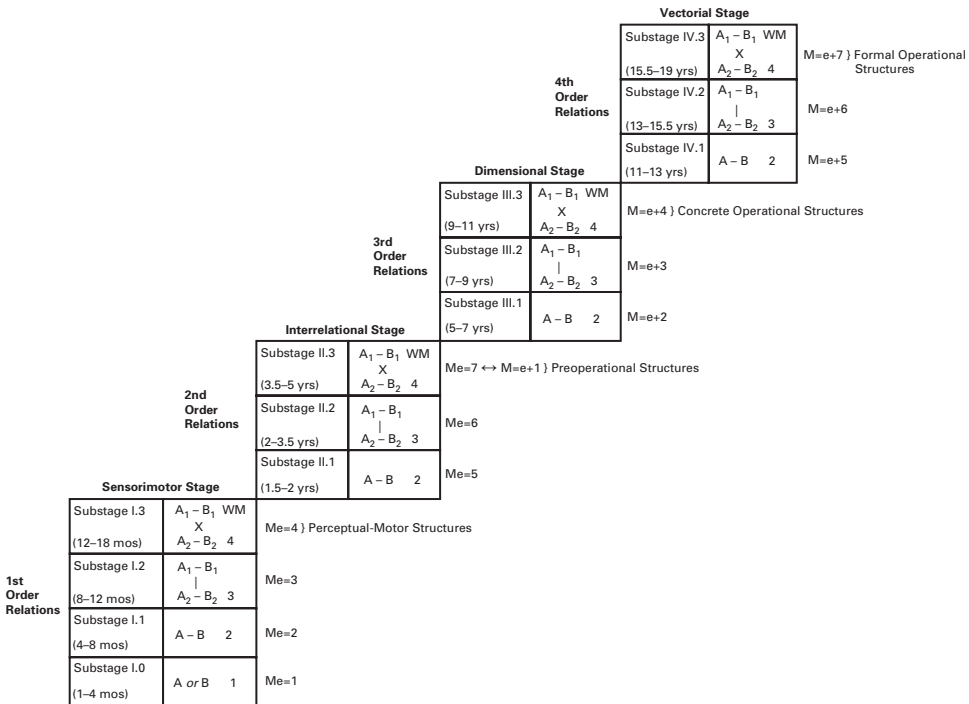 Vectorial Stage
4th
Order
Relations
Substage IV.3
(15.5–19 yrs)
A₁ – B₁ WM
X
A₂ – B₂ 4
M=e+7 } Formal Operational
Structures
Substage IV.2
(13–15.5 yrs)
A₁ – B₁
|
A₂ – B₂ 3
M=e+6
Substage IV.1
(11–13 yrs)
A – B 2
M=e+5
Dimensional Stage
3rd
Order
Relations
Substage III.3
(9–11 yrs)
A₁ – B₁ WM
X
A₂ – B₂ 4
M=e+4 } Concrete Operational Structures
Substage III.2
(7–9 yrs)
A₁ – B₁
|
A₂ – B₂ 3
M=e+3
Substage III.1
(5–7 yrs)
A – B 2
M=e+2
Interrelational Stage
2nd
Order
Relations
Substage II.3
(3.5–5 yrs)
A₁ – B₁ WM
X
A₂ – B₂ 4
Me=7 ↔ M=e+1 } Preoperational Structures
Substage II.2
(2–3.5 yrs)
A₁ – B₁
|
A₂ – B₂ 3
Me=6
Substage II.1
(1.5–2 yrs)
A – B 2
Me=5
Sensorimotor Stage
1st
Order
Relations
Substage I.3
(12–18 mos)
A₁ – B₁ WM
X
A₂ – B₂ 4
Me=4 } Perceptual-Motor Structures
Substage I.2
(8–12 mos)
A₁ – B₁
|
A₂ – B₂ 3
Me=3
Substage I.1
(4–8 mos)
A – B 2
Me=2
Substage I.0
(1–4 mos)
A or B 1
Me=1